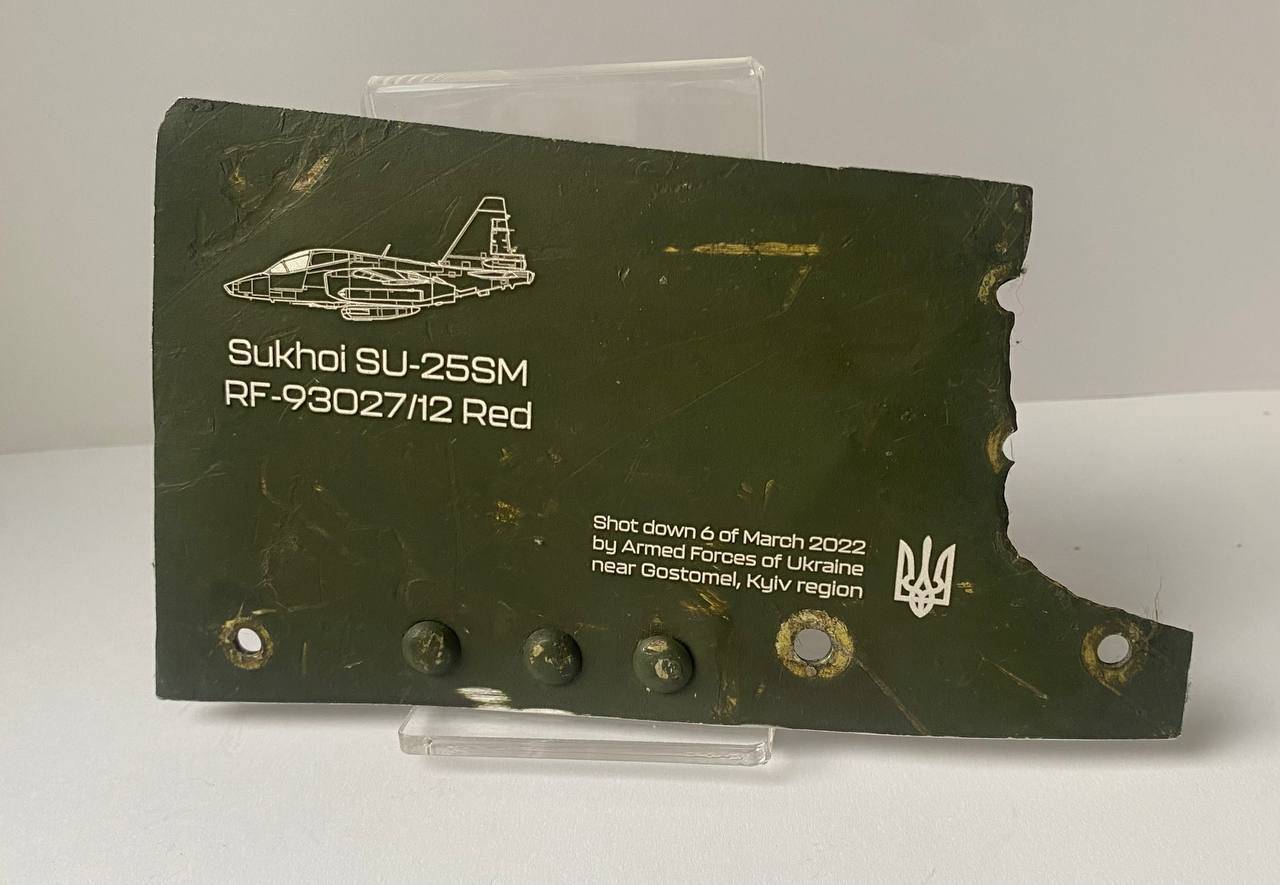 Sukhoi SU-25SM
RF-93027/12 Red
Shot down 6 of March 2022
by Armed Forces of Ukraine
near Gostomel, Kyiv region